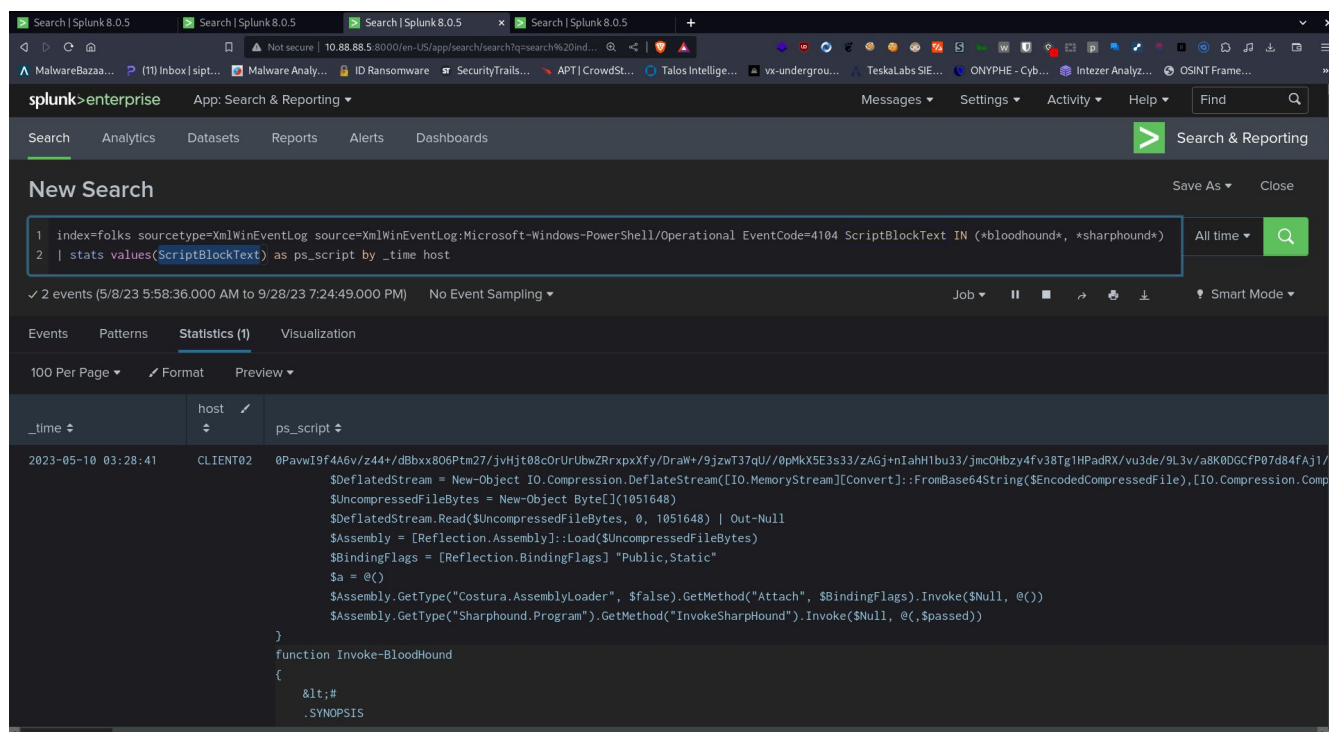 Search | Splunk 8.0.5
Search | Splunk 8.0.5
Search | Splunk 8.0.5
Search | Splunk 8.0.5
Not secure | 10.88.88.5:8000/en-US/app/search/search?q=search%20ind...
MalwareBazaa... (11) Inbox | sipt... Malware Analy... ID Ransomware SecurityTrails... APT | CrowdSt... Talos Intellige... vx-undergrou... TeskaLabs SIE... ONYPHE - Cyb... Intezer Analyz... OSINT Frame...
splunk>enterprise App: Search & Reporting Messages Settings Activity Help Find
Search Analytics Datasets Reports Alerts Dashboards Search & Reporting
New Search Save As Close
1 index=folks sourcetype=XmlWinEventLog source=XmlWinEventLog:Microsoft-Windows-PowerShell/Operational EventCode=4104 ScriptBlockText IN (*bloodhound*, *sharphound*) All time
2 | stats values(ScriptBlockText) as ps_script by _time host
2 events (5/8/23 5:58:36.000 AM to 9/28/23 7:24:49.000 PM) No Event Sampling Job Smart Mode
Events Patterns Statistics (1) Visualization
100 Per Page Format Preview
_time host ps_script
2023-05-10 03:28:41 CLIENT02 0PavwI9f4A6v/z44+/dBbxx8O6Ptm27/jvHjt08cOrUrUbwZRrxpxXfy/DraW+/9jzwT37qU//0pMkX5E3s33/zAGj+nIahH1bu33/jmcOHbzy4fv38Tg1HPadRX/vu3de/9L3v/a8K0DGCfP07d84fAj1/
$DeflatedStream = New-Object IO.Compression.DeflateStream([IO.MemoryStream][Convert]::FromBase64String($EncodedCompressedFile),[IO.Compression.Comp
$UncompressedFileBytes = New-Object Byte[](1051648)
$DeflatedStream.Read($UncompressedFileBytes, 0, 1051648) | Out-Null
$Assembly = [Reflection.Assembly]::Load($UncompressedFileBytes)
$BindingFlags = [Reflection.BindingFlags] "Public,Static"
$a = @()
$Assembly.GetType("Costura.AssemblyLoader", $false).GetMethod("Attach", $BindingFlags).Invoke($Null, @())
$Assembly.GetType("Sharphound.Program").GetMethod("InvokeSharpHound").Invoke($Null, @(,$passed))
}
function Invoke-BloodHound
{
&lt;#
.SYNOPSIS